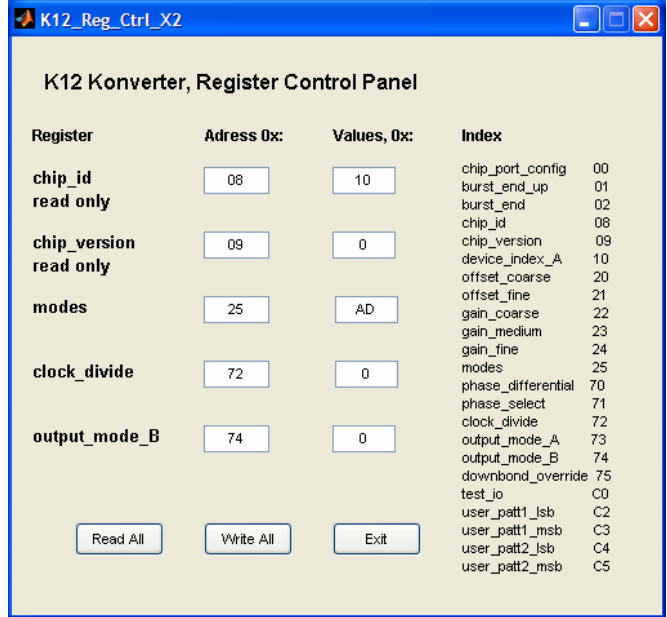 K12_Reg_Ctrl_X2
K12 Konverter, Register Control Panel
Register Adress 0x: Values, 0x: Index
chip_id 08 10
read only
chip_version 09 0
read only
modes 25 AD
clock_divide 72 0
output_mode_B 74 0
Read All Write All Exit
chip_port_config 00
burst_end_up 01
burst_end 02
chip_id 08
chip_version 09
device_index_A 10
offset_coarse 20
offset_fine 21
gain_coarse 22
gain_medium 23
gain_fine 24
modes 25
phase_differential 70
phase_select 71
clock_divide 72
output_mode_A 73
output_mode_B 74
downbond_override 75
test_io C0
user_patt1_lsb C2
user_patt1_msb C3
user_patt2_lsb C4
user_patt2_msb C5